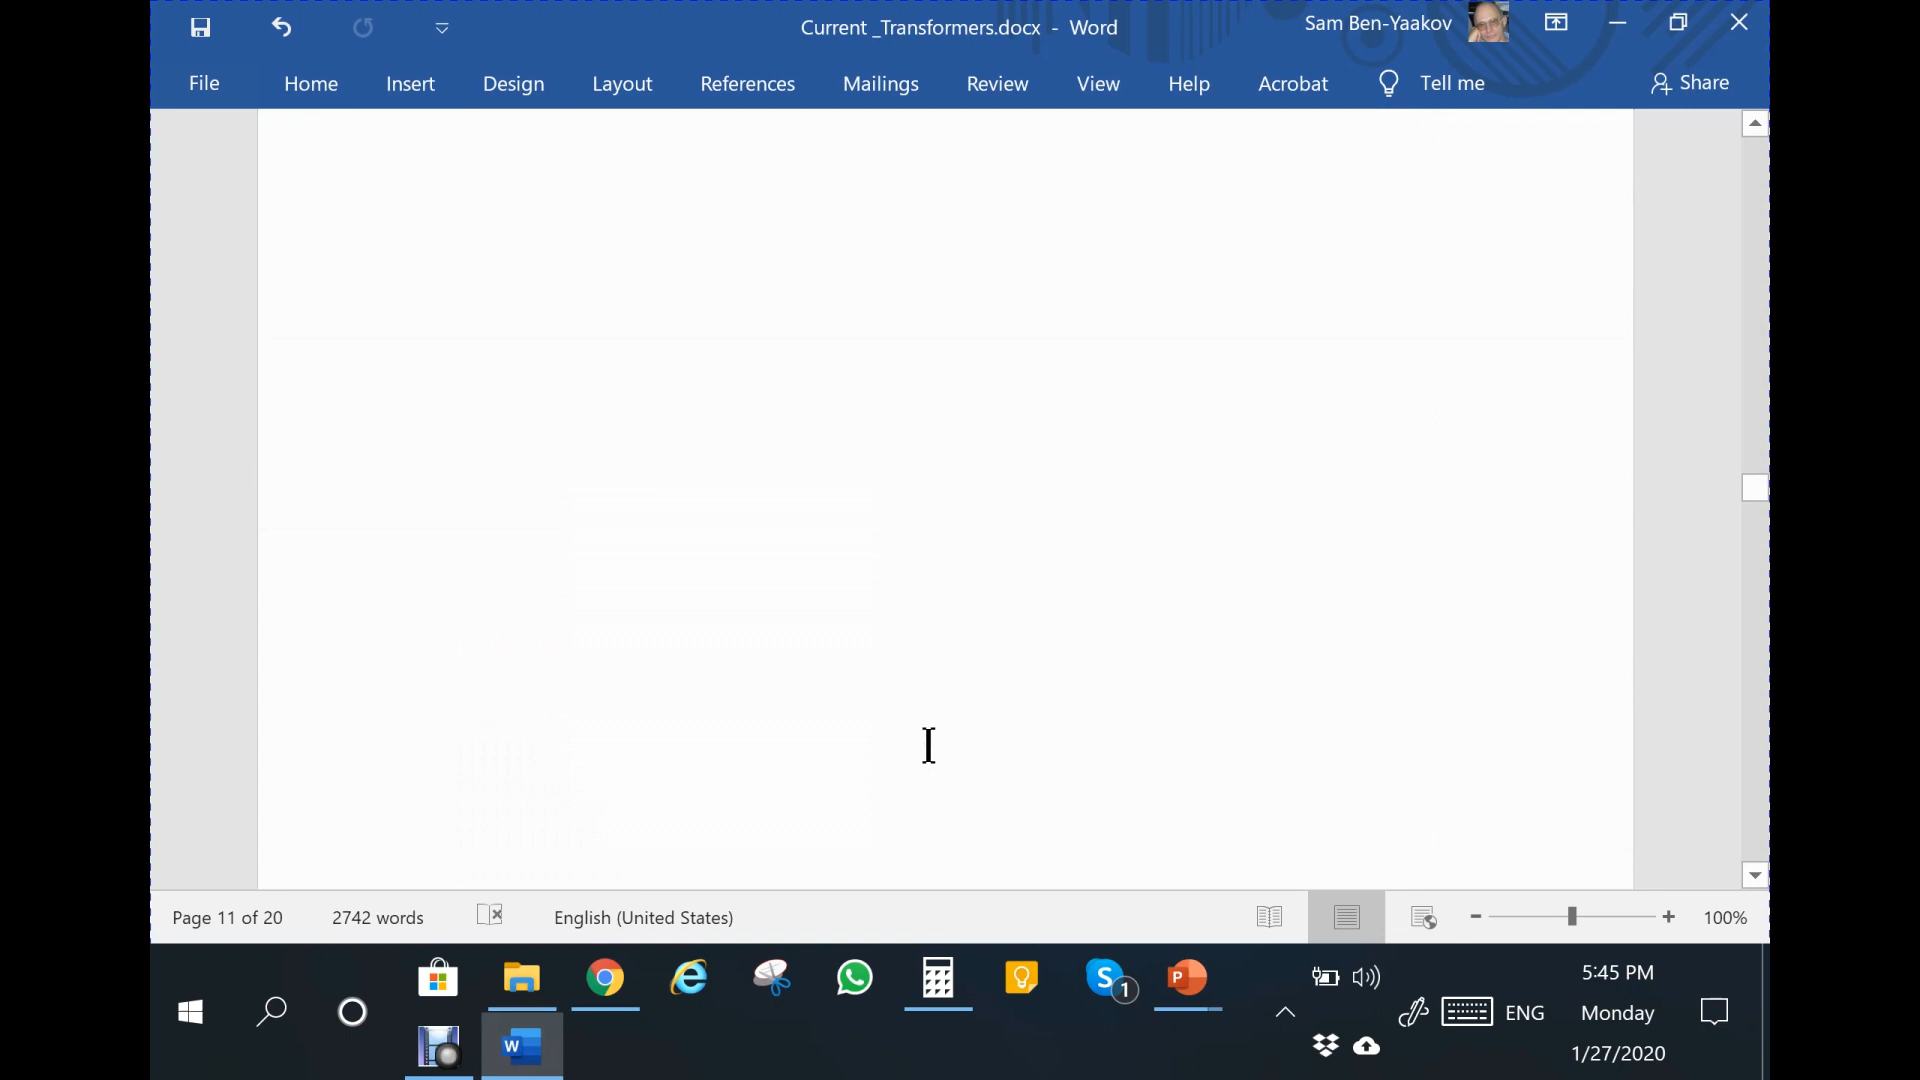 Current _Transformers.docx - Word
Sam Ben-Yaakov
File Home Insert Design Layout References Mailings Review View Help Acrobat Tell me Share
Page 11 of 20 2742 words English (United States) 100%
S 1 P
5:45 PM
ENG Monday
W
1/27/2020